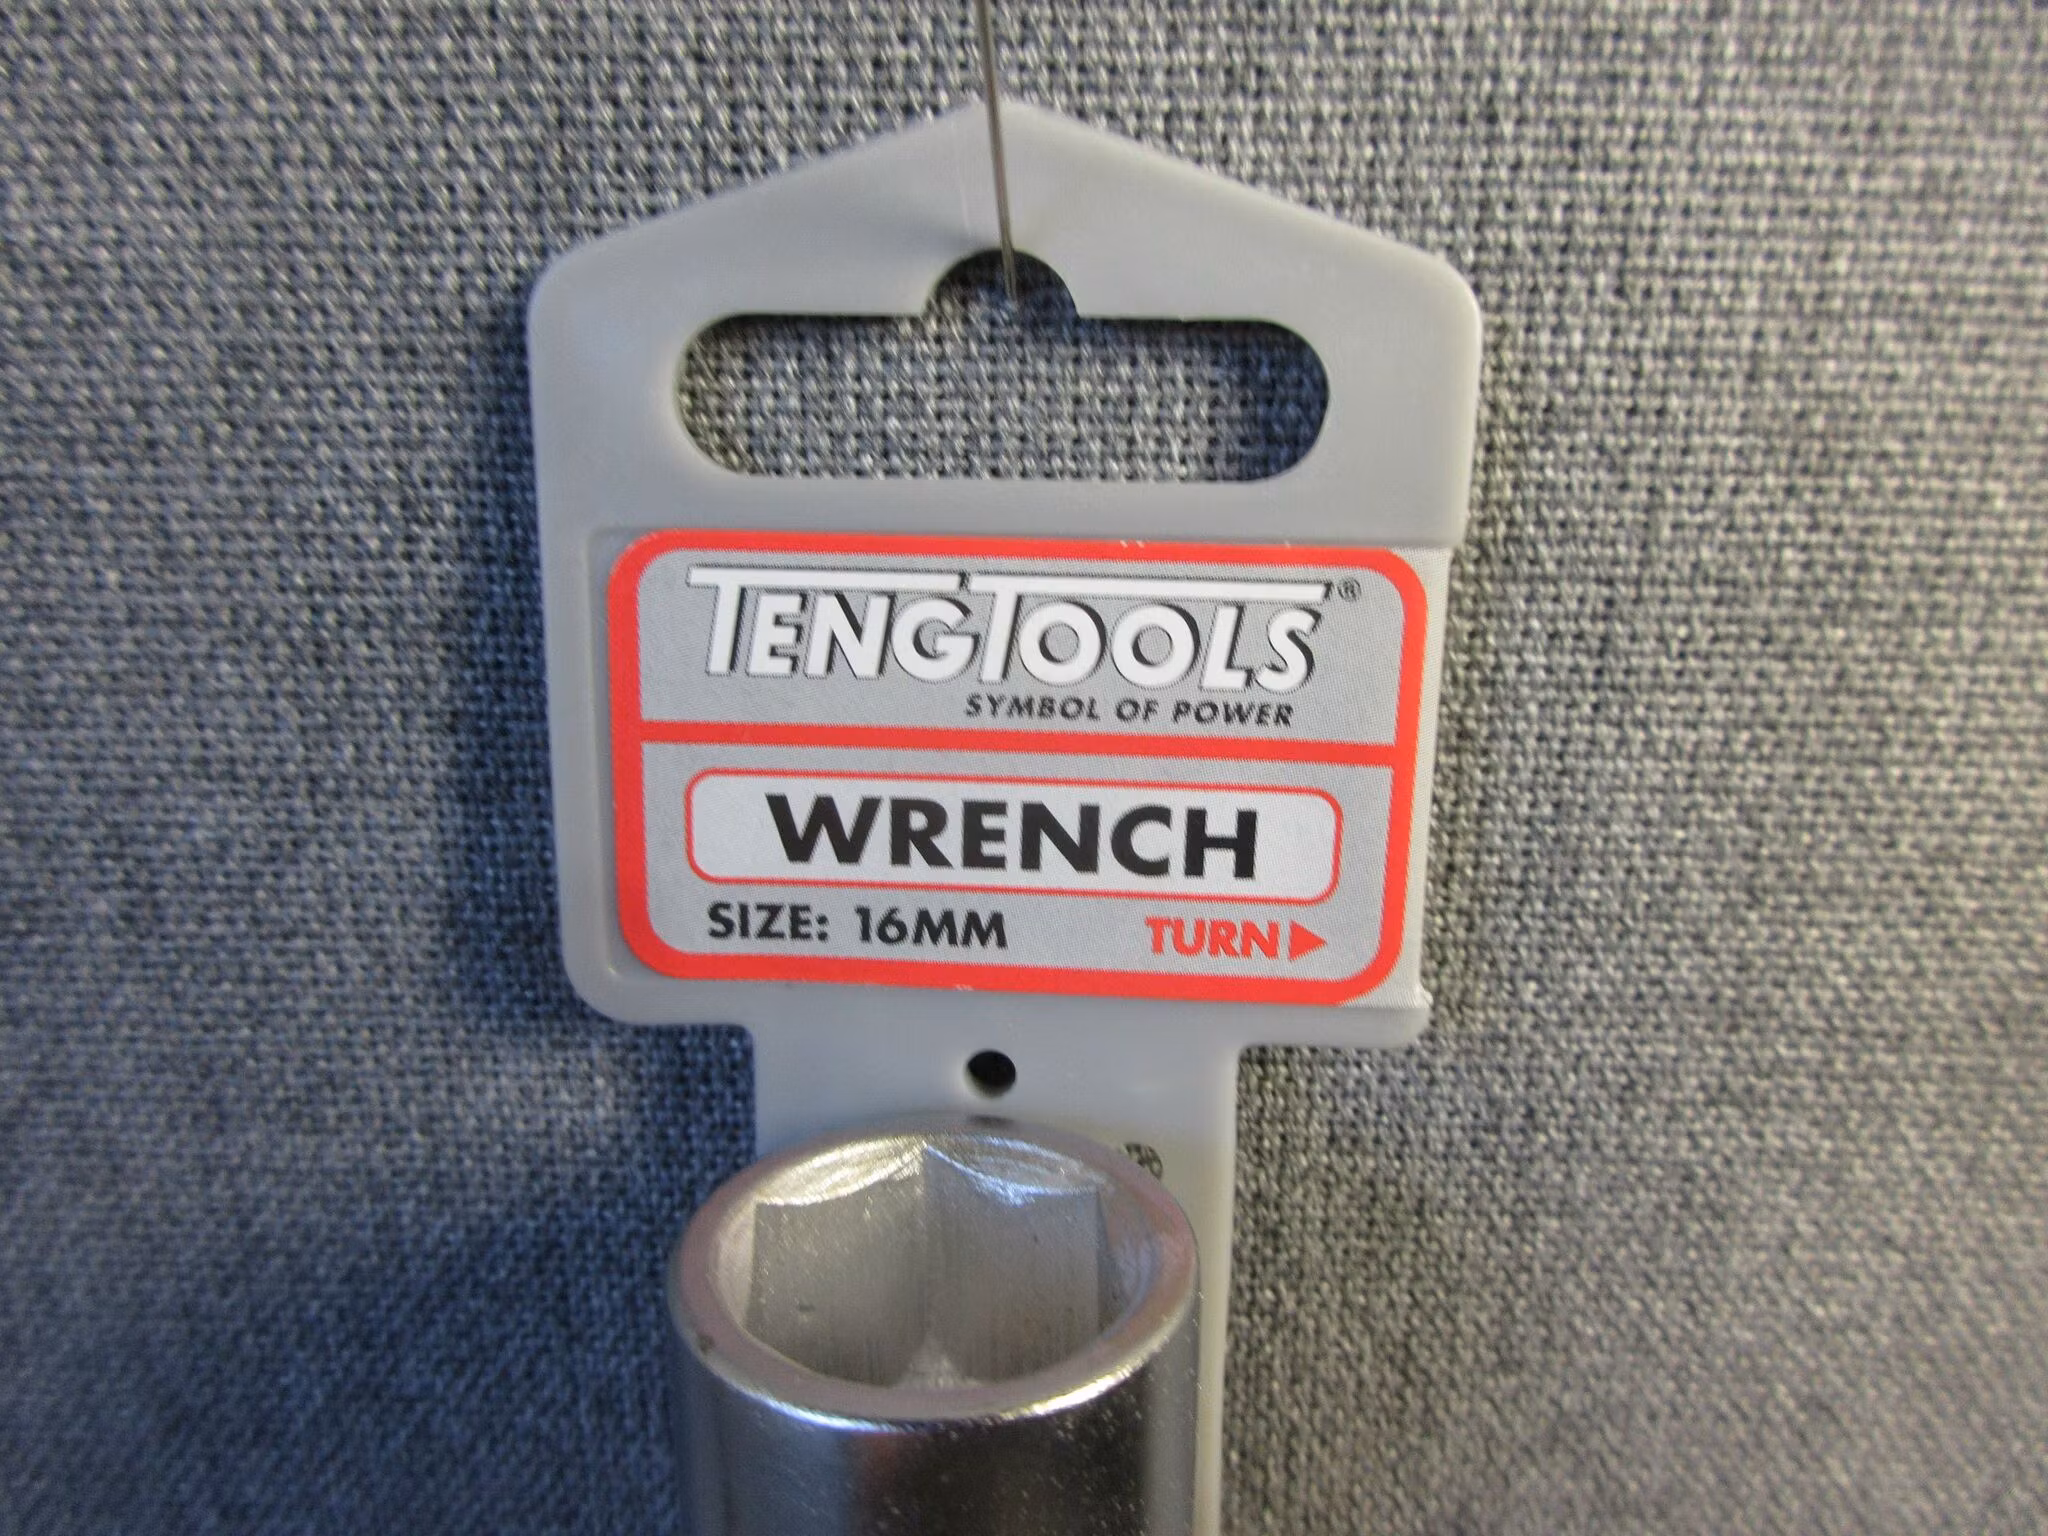 TENGTOOLS®
SYMBOL OF POWER
WRENCH
SIZE: 16MM TURN▶
®